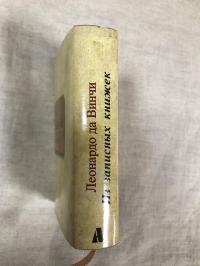 Леонардо да Винчи
Из записных книжек